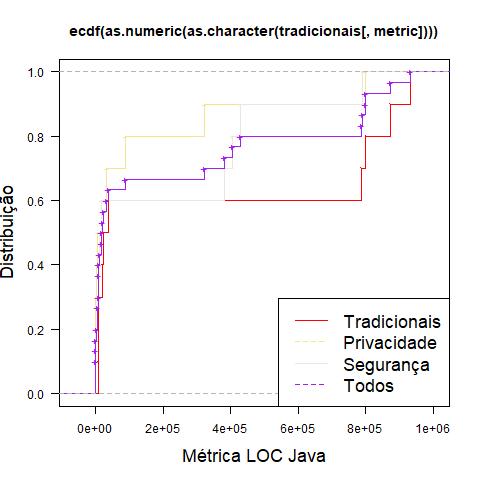 ecdf(as.numeric(as.character(tradicionais[, metric])))
Distribuição
1.0
0.8
0.6
0.4
0.2
0.0
Tradicionais
Privacidade
Segurança
Todos
0e+00 2e+05 4e+05 6e+05 8e+05 1e+06
Métrica LOC Java